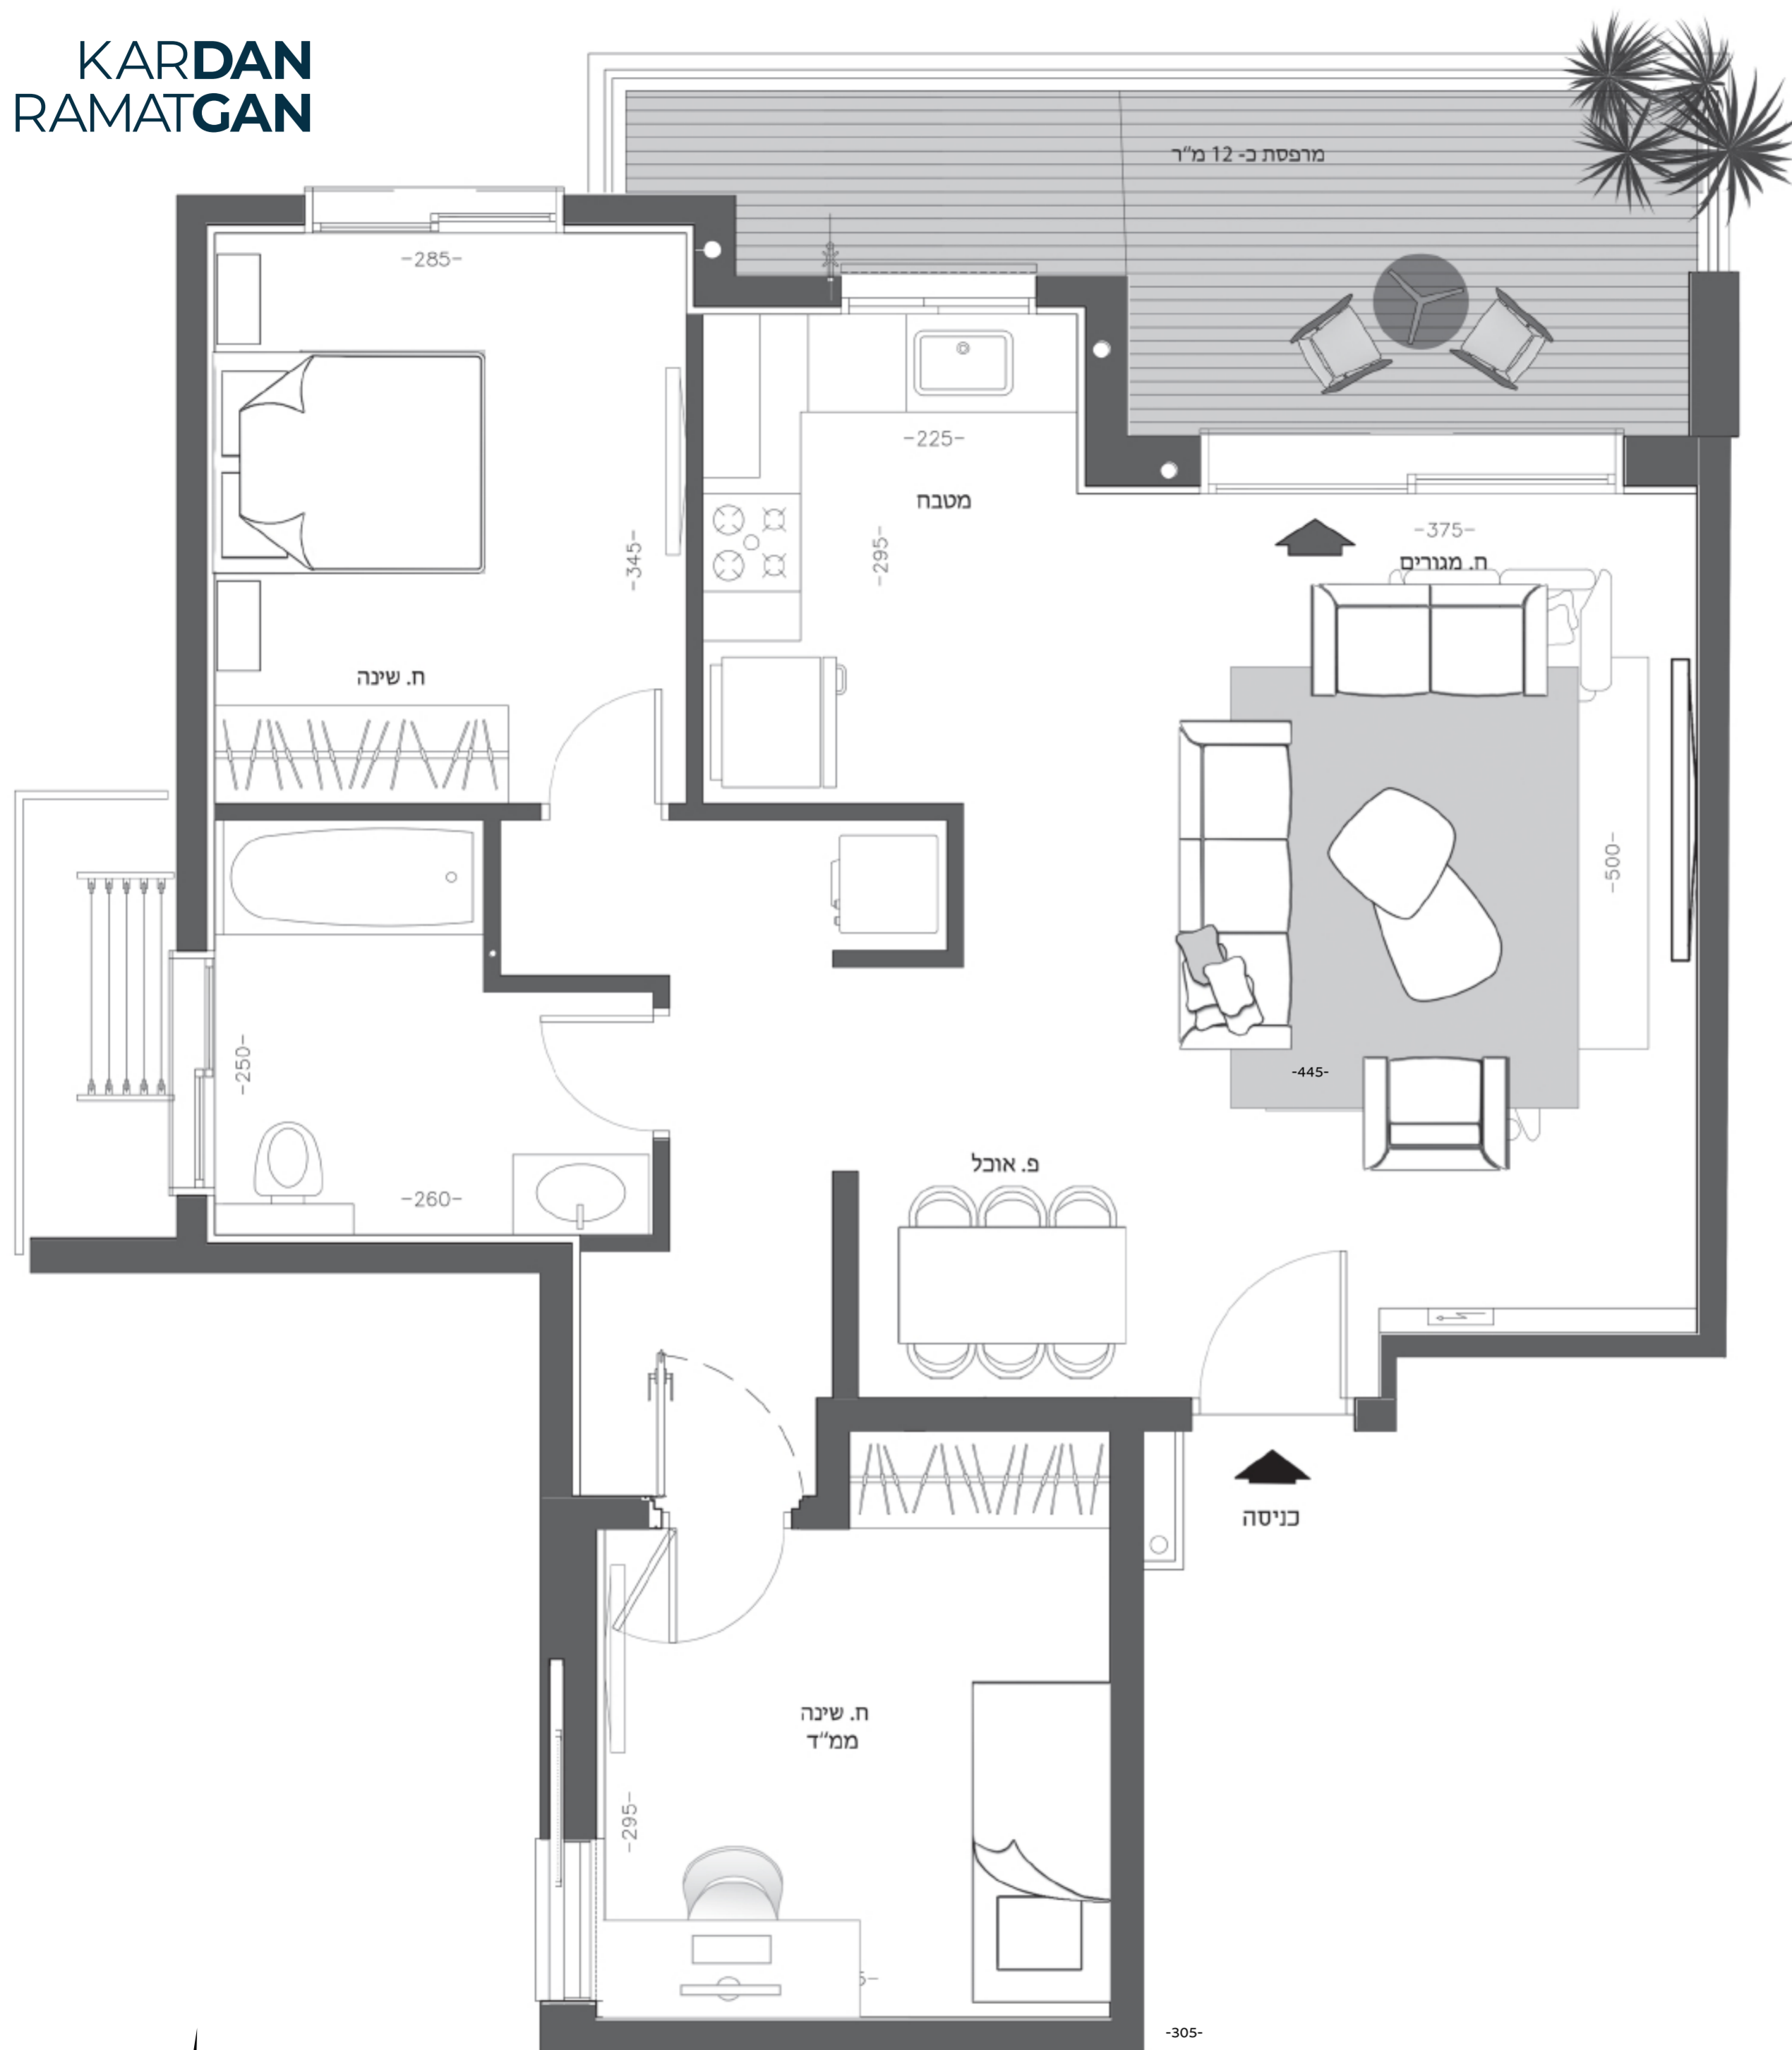 KARDAN
RAMATGAN
מרפסת כ- 12 מ״ר
-285-
-225-
מטבח
-375-
ח. מגורים
-345-
-295-
ח. שינה
-500-
-250-
-445-
פ. אוכל
-260-
כניסה
ח. שינה
ממ״ד
-295-
5-
-305-